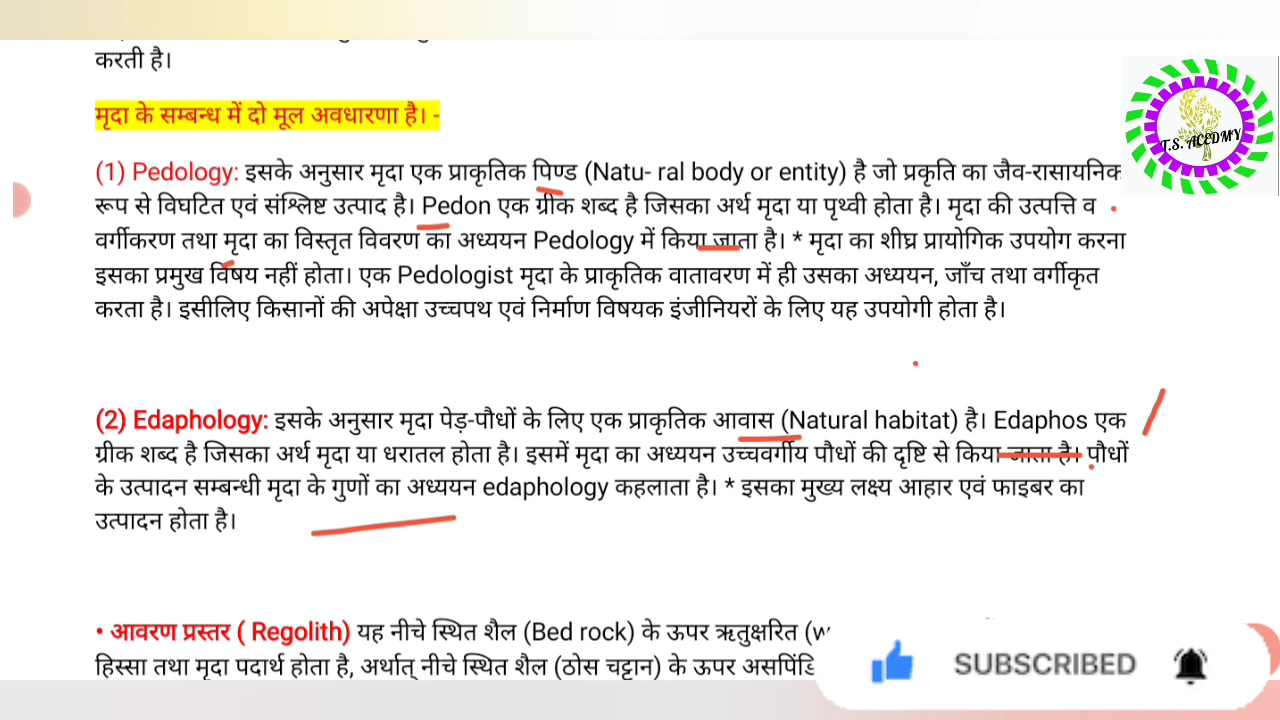 करती है।
मृदा के सम्बन्ध में दो मूल अवधारणा है। -
T.S. ACEDMY
(1) Pedology: इसके अनुसार मृदा एक प्राकृतिक पिण्ड (Natu- ral body or entity) है जो प्रकृति का जैव-रासायनिक
रूप से विघटित एवं संश्लिष्ट उत्पाद है। Pedon एक ग्रीक शब्द है जिसका अर्थ मृदा या पृथ्वी होता है। मृदा की उत्पत्ति व
वर्गीकरण तथा मृदा का विस्तृत विवरण का अध्ययन Pedology में किया जाता है। * मृदा का शीघ्र प्रायोगिक उपयोग करना
इसका प्रमुख विषय नहीं होता। एक Pedologist मृदा के प्राकृतिक वातावरण में ही उसका अध्ययन, जाँच तथा वर्गीकृत
करता है। इसीलिए किसानों की अपेक्षा उच्चपथ एवं निर्माण विषयक इंजीनियरों के लिए यह उपयोगी होता है।
(2) Edaphology: इसके अनुसार मृदा पेड़-पौधों के लिए एक प्राकृतिक आवास (Natural habitat) है। Edaphos एक
ग्रीक शब्द है जिसका अर्थ मृदा या धरातल होता है। इसमें मृदा का अध्ययन उच्चवर्गीय पौधों की दृष्टि से किया जाता है। पौधों
के उत्पादन सम्बन्धी मृदा के गुणों का अध्ययन edaphology कहलाता है। * इसका मुख्य लक्ष्य आहार एवं फाइबर का
उत्पादन होता है।
• आवरण प्रस्तर ( Regolith) यह नीचे स्थित शैल (Bed rock) के ऊपर ऋतुक्षरित
हिस्सा तथा मृदा पदार्थ होता है, अर्थात् नीचे स्थित शैल (ठोस चट्टान) के ऊपर
SUBSCRIBED